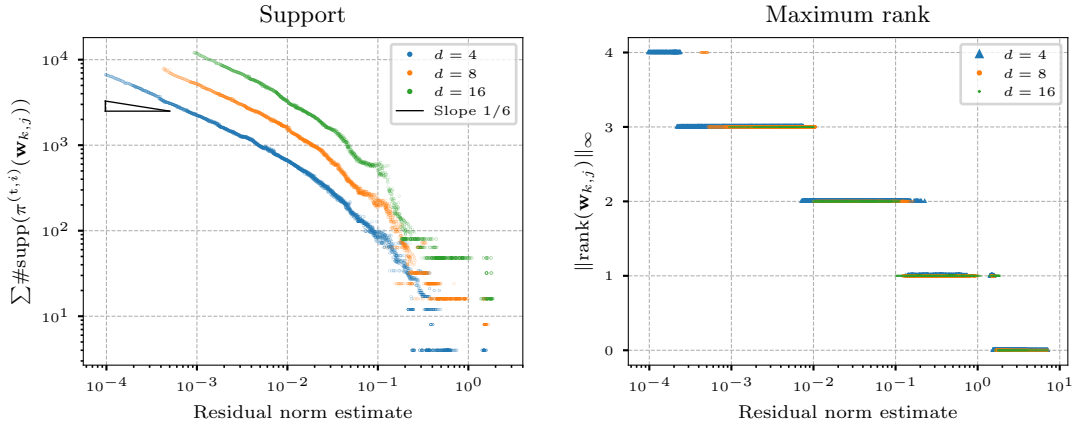 Support
∑#supp(π^(t,i)(w_k,j))
10^4
10^3
10^2
10^1
d = 4
d = 8
d = 16
Slope 1/6
10^−4
10^−3
10^−2
10^−1
10^0
Residual norm estimate
Maximum rank
‖rank(w_k,j)‖_∞
4
3
2
1
0
d = 4
d = 8
d = 16
10^−4
10^−3
10^−2
10^−1
10^0
10^1
Residual norm estimate